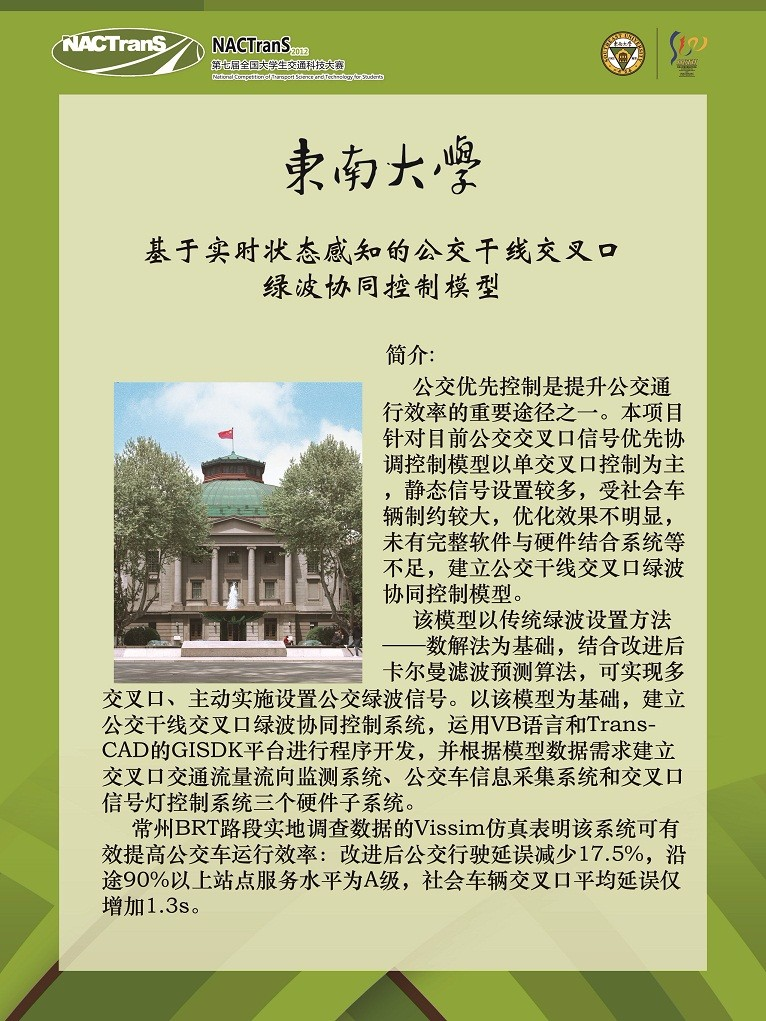 NACTranS
NACTranS 2012
第七届全国大学生交通科技大赛
National Competition of Transport Science and Technology for Students
東南大學
基于实时状态感知的公交干线交叉口
绿波协同控制模型
简介:
公交优先控制是提升公交通
行效率的重要途径之一。本项目
针对目前公交交叉口信号优先协
调控制模型以单交叉口控制为主
，静态信号设置较多，受社会车
辆制约较大，优化效果不明显，
未有完整软件与硬件结合系统等
不足，建立公交干线交叉口绿波
协同控制模型。
该模型以传统绿波设置方法
——数解法为基础，结合改进后
卡尔曼滤波预测算法，可实现多
交叉口、主动实施设置公交绿波信号。以该模型为基础，建立
公交干线交叉口绿波协同控制系统，运用VB语言和Trans-
CAD的GISDK平台进行程序开发，并根据模型数据需求建立
交叉口交通流量流向监测系统、公交车信息采集系统和交叉口
信号灯控制系统三个硬件子系统。
常州BRT路段实地调查数据的Vissim仿真表明该系统可有
效提高公交车运行效率：改进后公交行驶延误减少17.5%，沿
途90%以上站点服务水平为A级，社会车辆交叉口平均延误仅
增加1.3s。